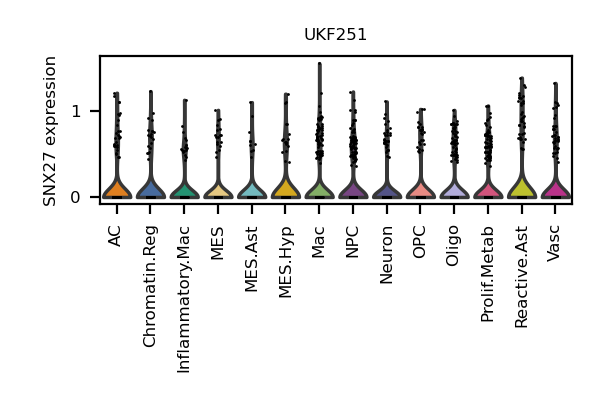 UKF251
SNX27 expression
1
0
AC
Chromatin.Reg
Inflammatory.Mac
MES
MES.Ast
MES.Hyp
Mac
NPC
Neuron
OPC
Oligo
Prolif.Metab
Reactive.Ast
Vasc